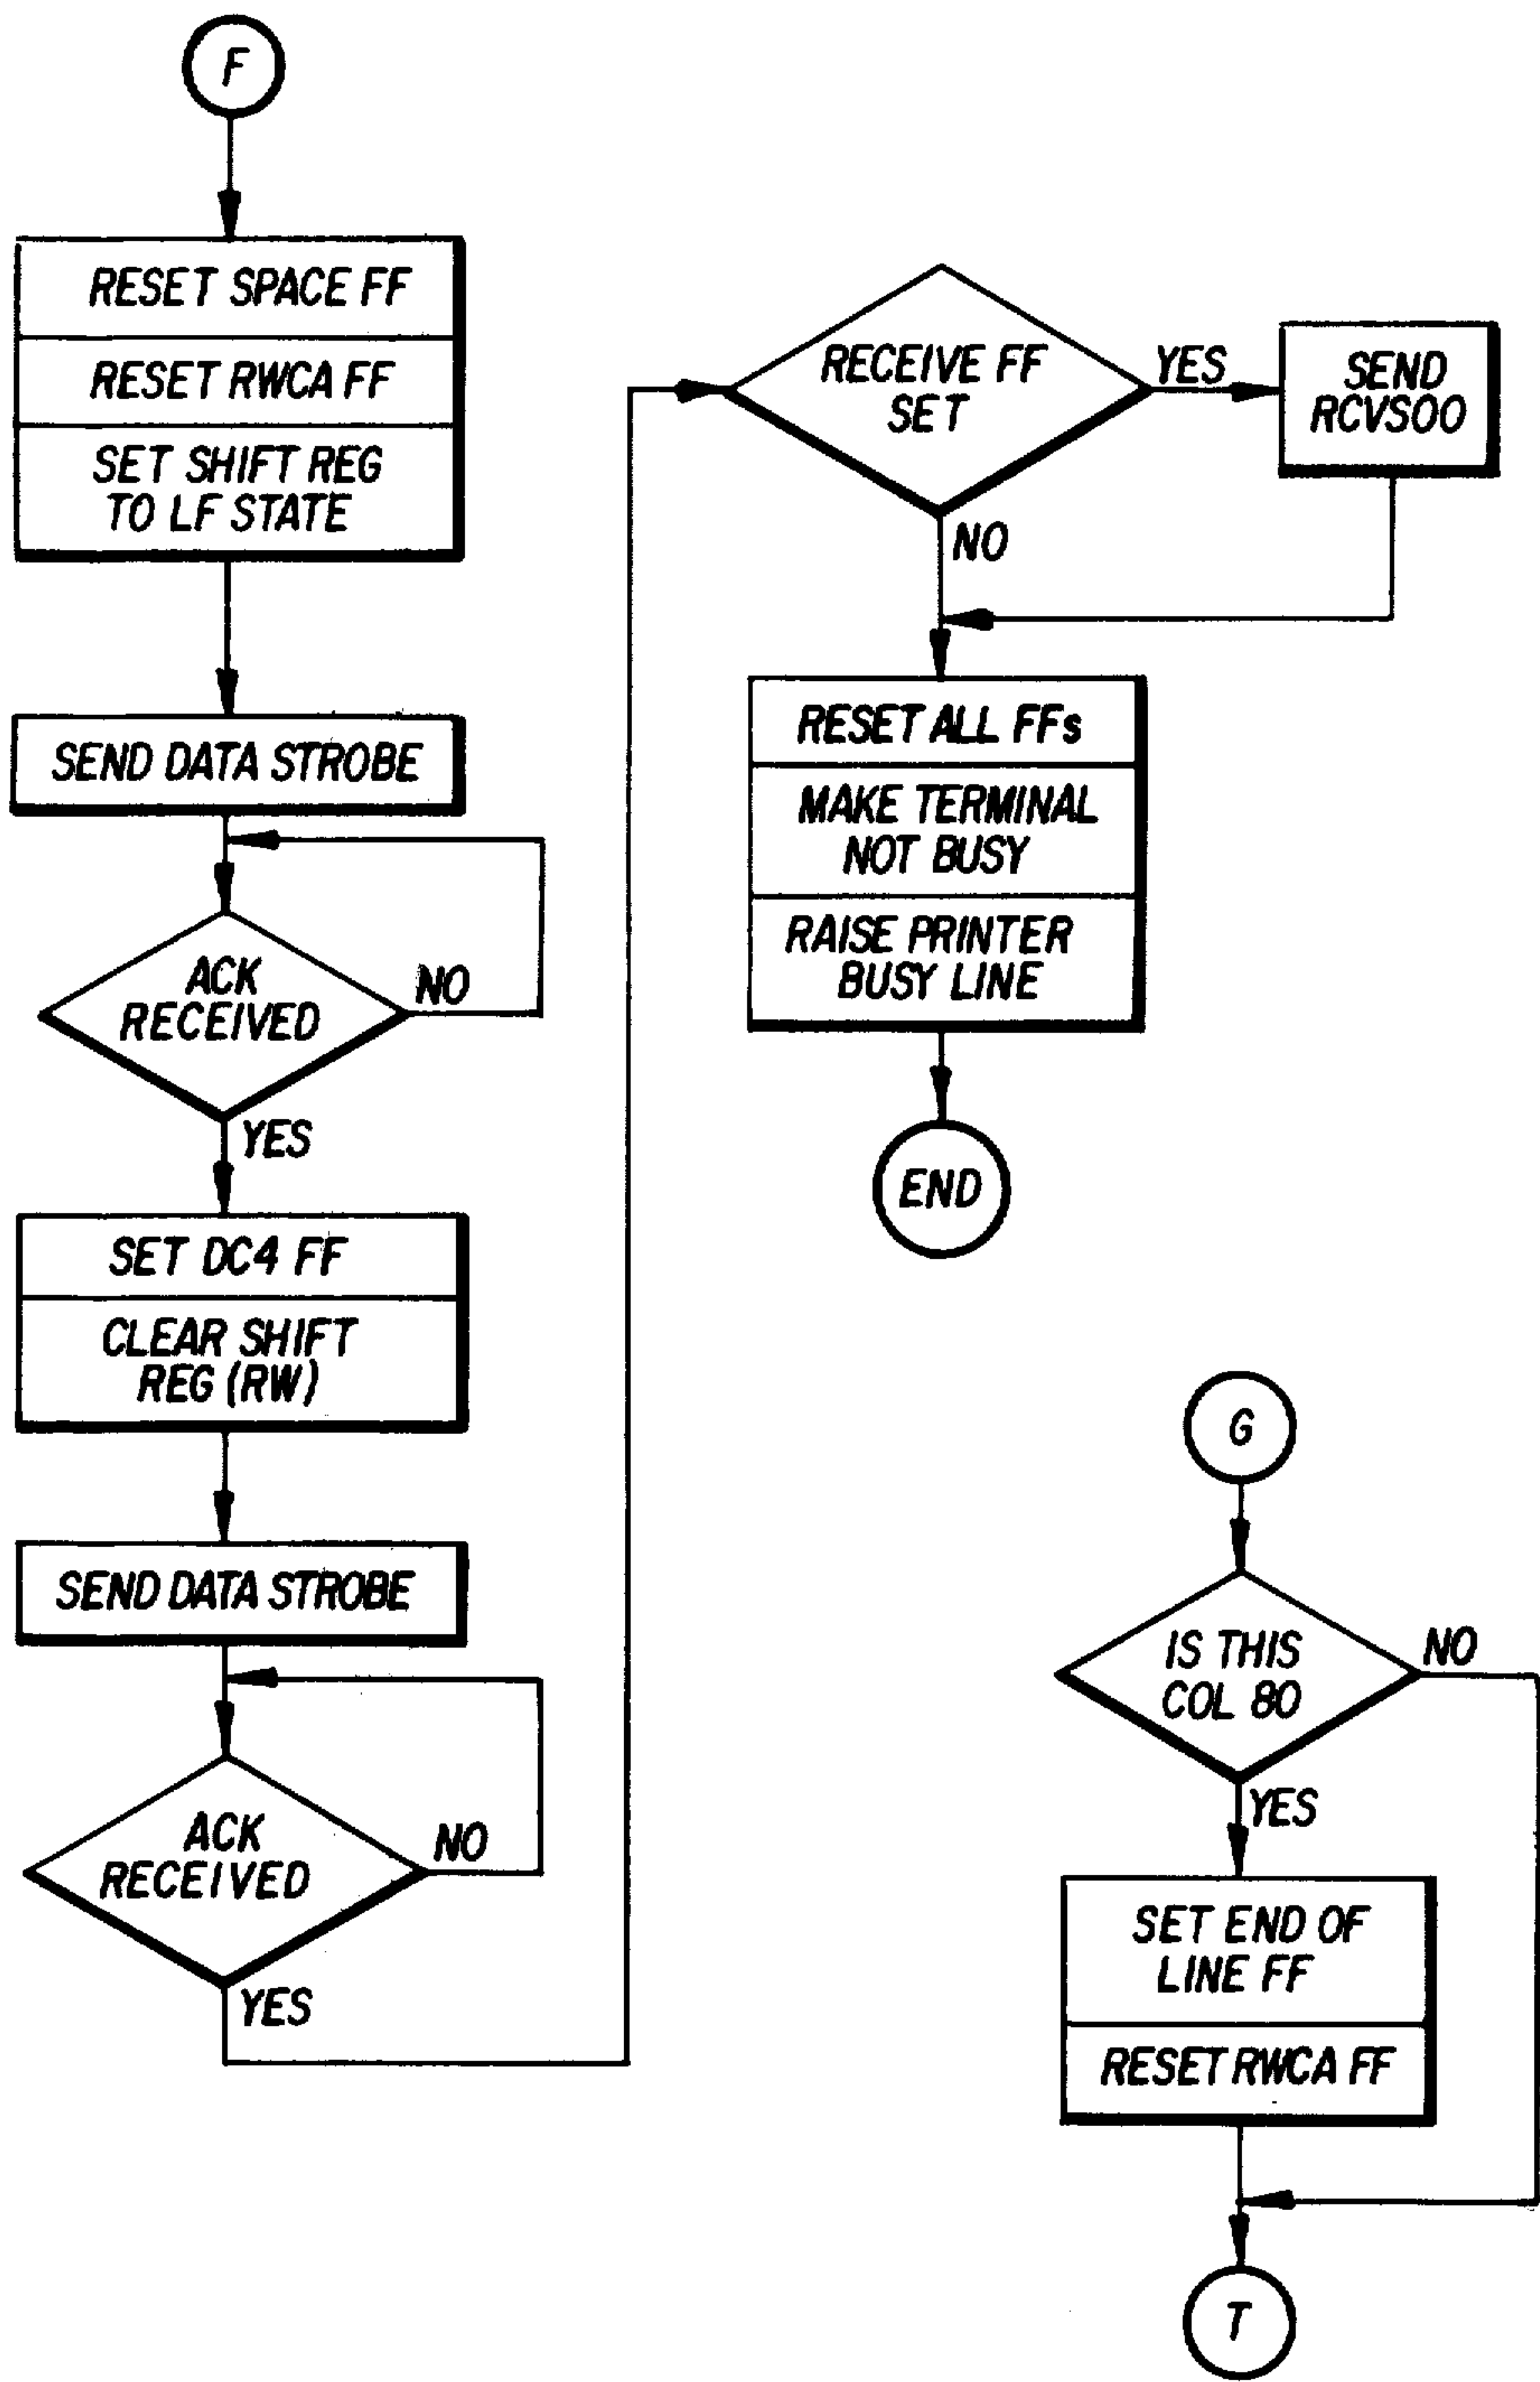 F
RESET SPACE FF
RESET RWCA FF
SET SHIFT REG
TO LF STATE
SEND DATA STROBE
ACK
RECEIVED
NO
YES
SET DC4 FF
CLEAR SHIFT
REG (RW)
SEND DATA STROBE
ACK
RECEIVED
NO
YES
RECEIVE FF
SET
YES
SEND
RCVS00
NO
RESET ALL FFs
MAKE TERMINAL
NOT BUSY
RAISE PRINTER
BUSY LINE
END
G
IS THIS
COL 80
NO
YES
SET END OF
LINE FF
RESET RWCA FF
T